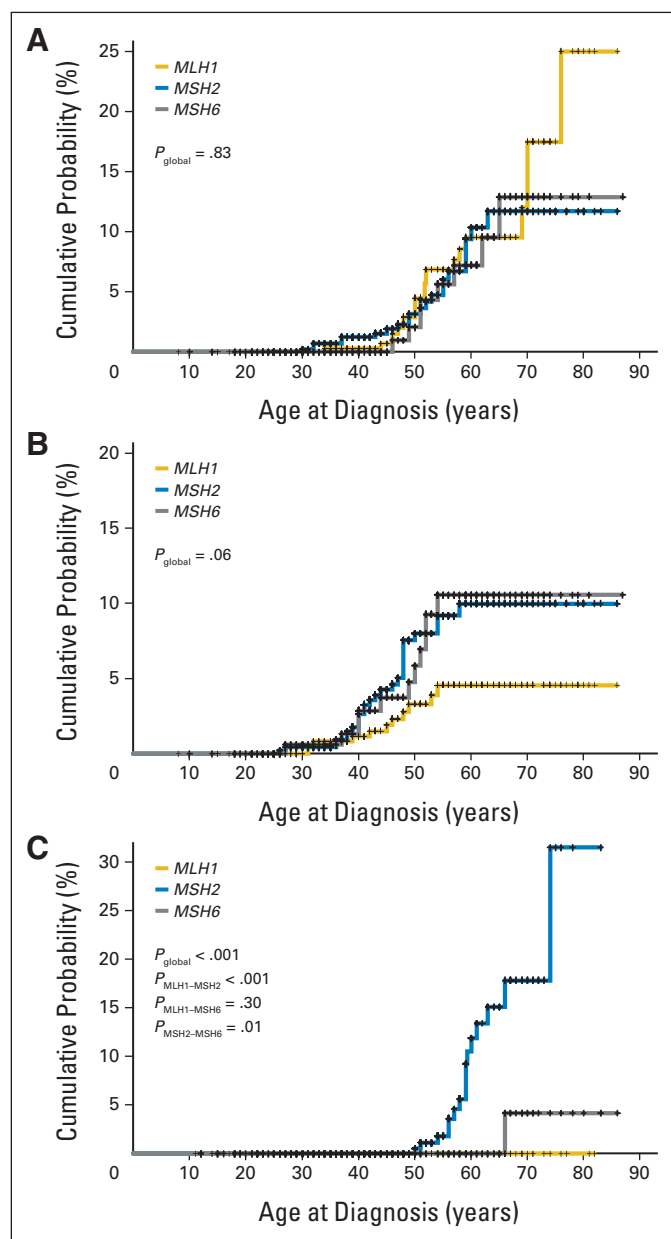 A
25
20
15
10
5
Cumulative Probability (%)
MLH1
MSH2
MSH6
Pglobal = .83
0 10 20 30 40 50 60 70 80 90
Age at Diagnosis (years)
B
20
15
10
5
Cumulative Probability (%)
MLH1
MSH2
MSH6
Pglobal = .06
0 10 20 30 40 50 60 70 80 90
Age at Diagnosis (years)
C
30
25
20
15
10
5
Cumulative Probability (%)
MLH1
MSH2
MSH6
Pglobal < .001
PMLH1–MSH2 < .001
PMLH1–MSH6 = .30
PMSH2–MSH6 = .01
0 10 20 30 40 50 60 70 80 90
Age at Diagnosis (years)